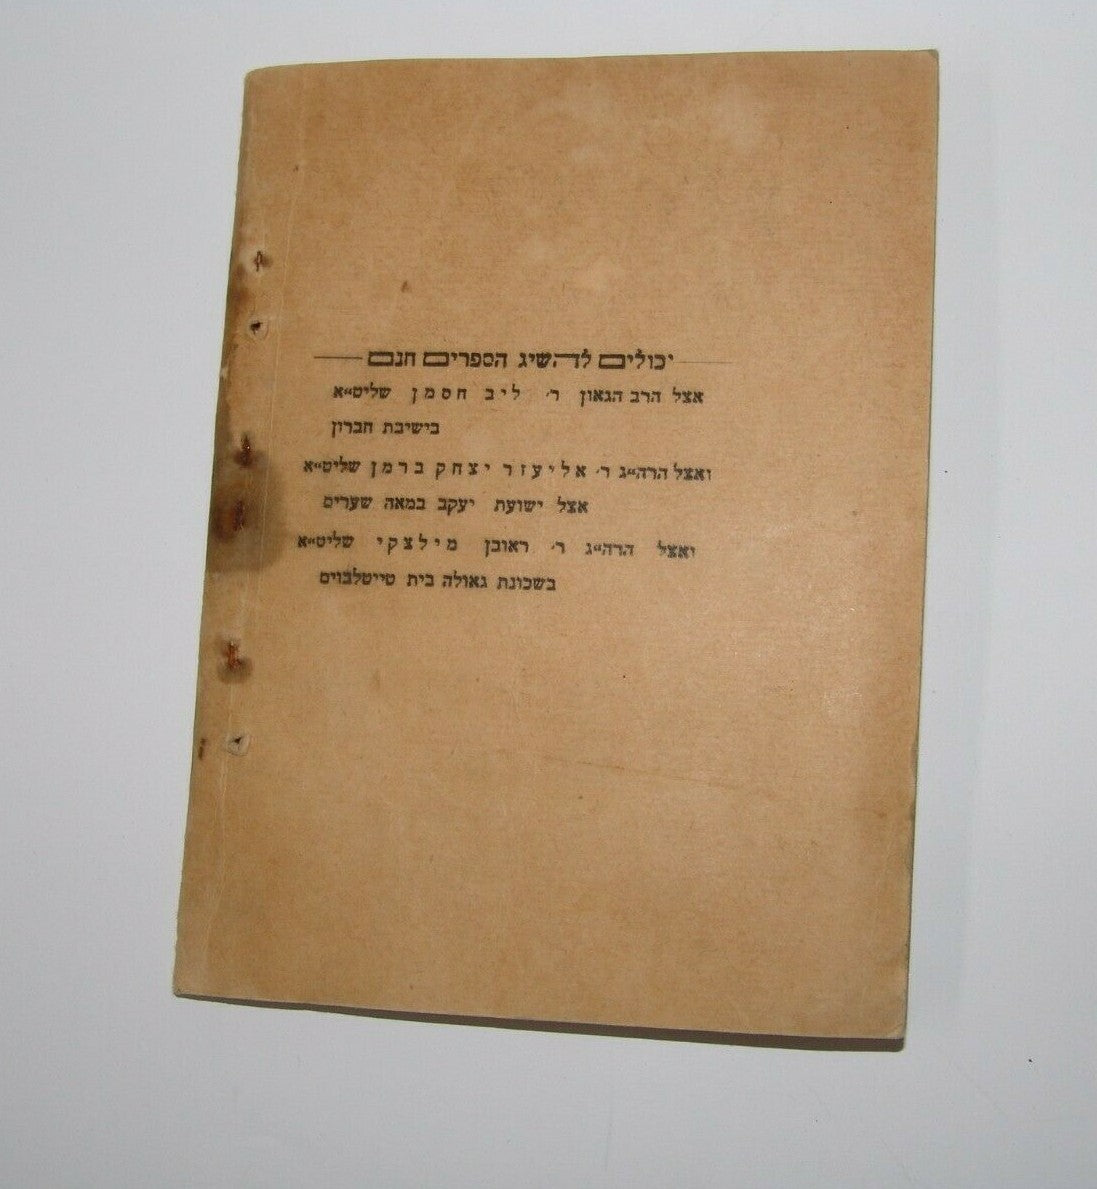 יכולים להשיג הספרים חנם
אצל הרב הגאון ר׳ ליב חסמן שליט״א
בישיבת חברון
ואצל הרה״ג ר׳ אליעזר יצחק ברמן שליט״א
אצל ישועת יעקב במאה שערים
ואצל הרה״ג ר׳ ראובן מילצקי שליט״א
בשכונת גאולה בית טייטלבוים